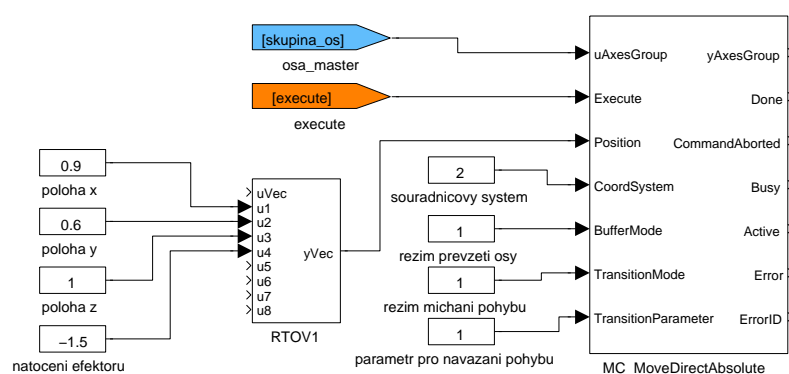 [skupina_os]
osa_master
[execute]
execute
0.9
poloha x
0.6
poloha y
1
poloha z
−1.5
natoceni efektoru
uVec
u1
u2
u3
u4
u5
u6
u7
u8
yVec
RTOV1
2
souradnicovy system
1
rezim prevzeti osy
1
rezim michani pohybu
1
parametr pro navazani pohybu
uAxesGroup
Execute
Position
CoordSystem
BufferMode
TransitionMode
TransitionParameter
yAxesGroup
Done
CommandAborted
Busy
Active
Error
ErrorID
MC_MoveDirectAbsolute